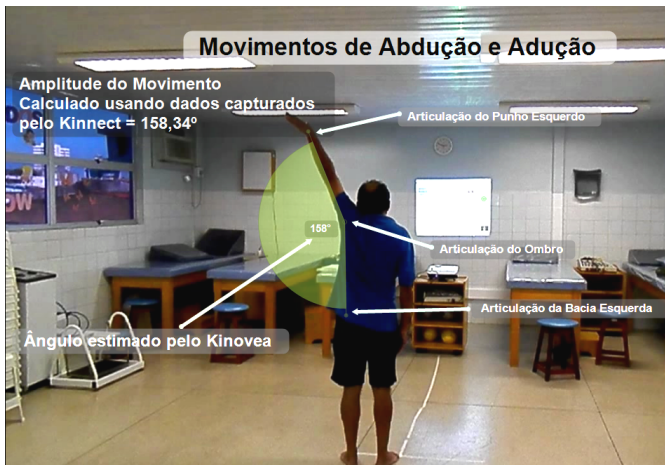 Movimentos de Abdução e Adução
Amplitude do Movimento
Calculado usando dados capturados
pelo Kinnect = 158,34º
Articulação do Punho Esquerdo
158°
Articulação do Ombro
Articulação da Bacia Esquerda
Ângulo estimado pelo Kinovea